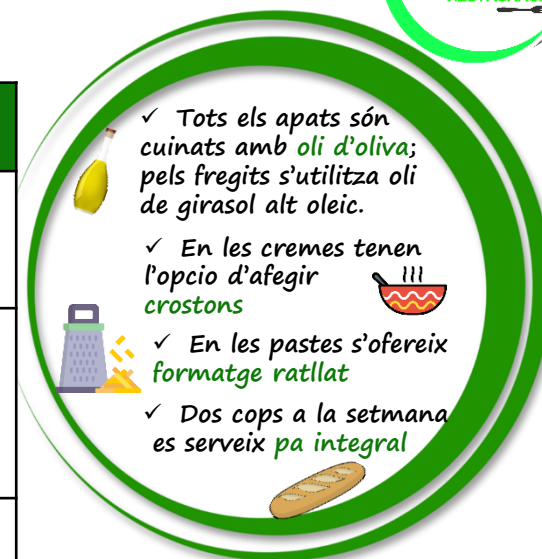 ✓ Tots els apats són
cuinats amb oli d'oliva;
pels fregits s'utilitza oli
de girasol alt oleic.
✓ En les cremes tenen
l'opcio d'afegir
crostons
✓ En les pastes s'ofereix
formatge ratllat
✓ Dos cops a la setmana
es serveix pa integral